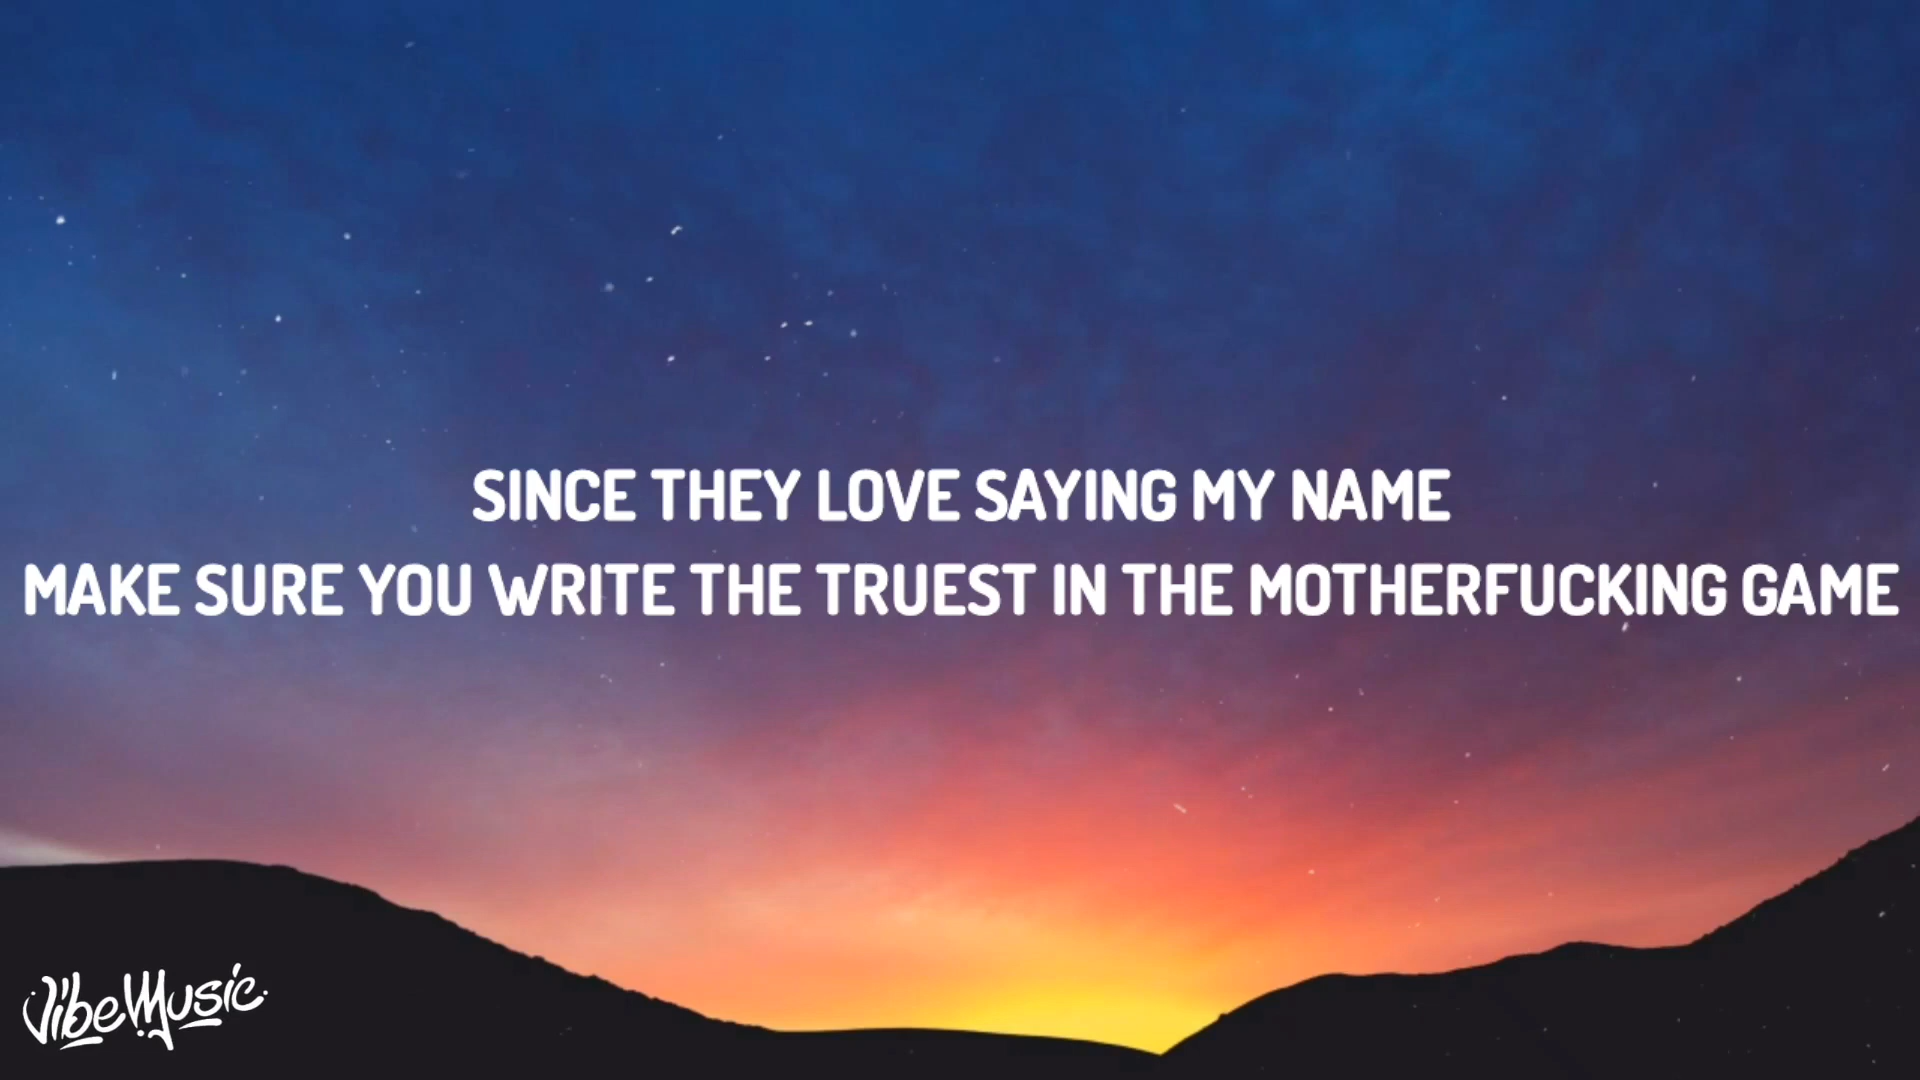 SINCE THEY LOVE SAYING MY NAME
MAKE SURE YOU WRITE THE TRUEST IN THE MOTHERFUCKING GAME
VibeMusic